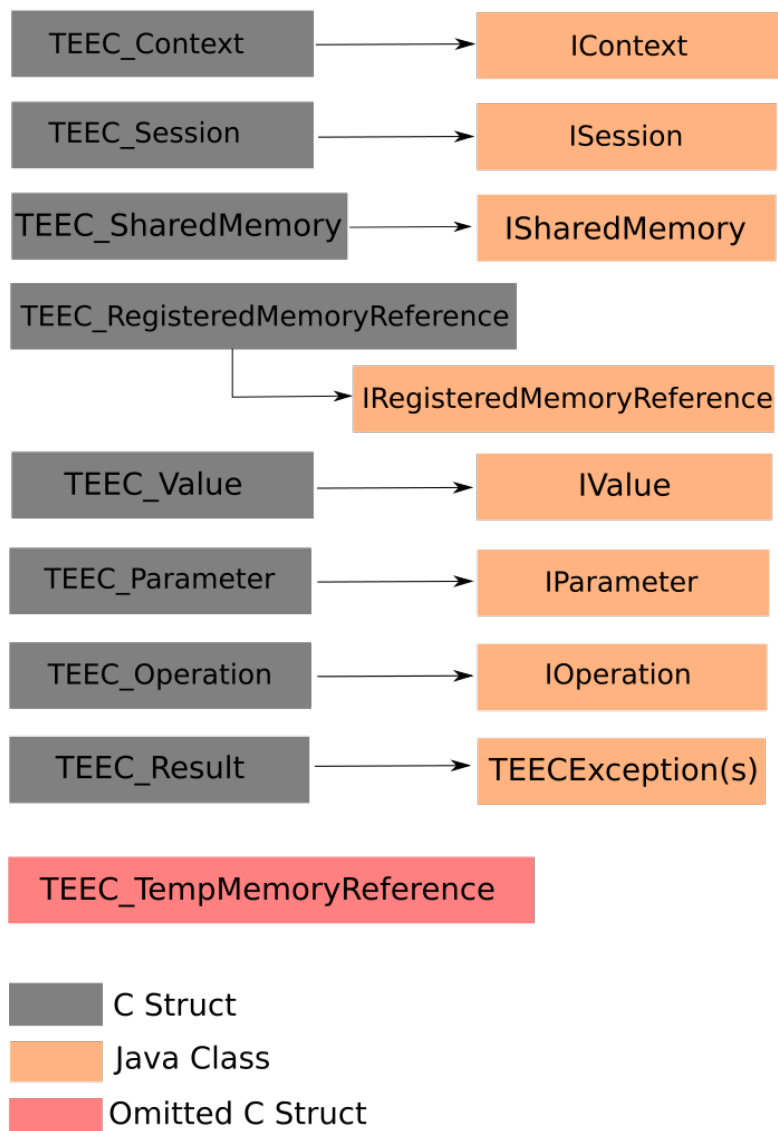 TEEC_Context
IContext
TEEC_Session
ISession
TEEC_SharedMemory
ISharedMemory
TEEC_RegisteredMemoryReference
IRegisteredMemoryReference
TEEC_Value
IValue
TEEC_Parameter
IParameter
TEEC_Operation
IOperation
TEEC_Result
TEECException(s)
TEEC_TempMemoryReference
C Struct
Java Class
Omitted C Struct